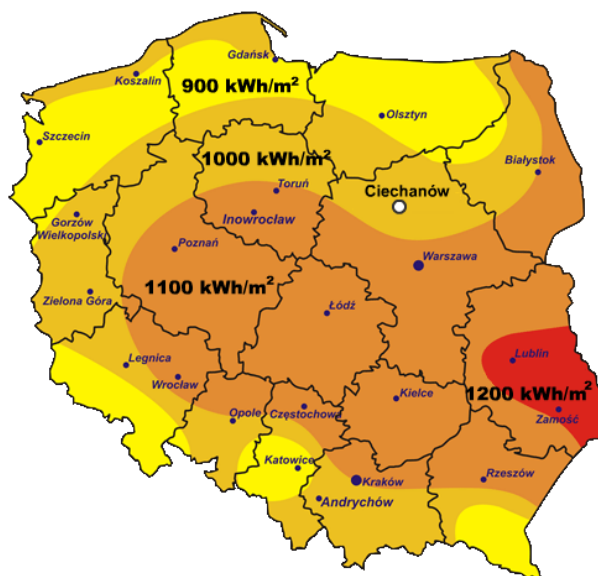 Gdańsk
Koszalin
900 kWh/m²
Olsztyn
Szczecin
1000 kWh/m²
Białystok
Toruń
Ciechanów
Inowrocław
Gorzów
Wielkopolski
Poznań
Warszawa
1100 kWh/m²
Zielona Góra
Łódź
Legnica
Lublin
Wrocław
1200 kWh/m²
Kielce
Opole
Częstochowa
Zamość
Katowice
Kraków
Rzeszów
Andrychów